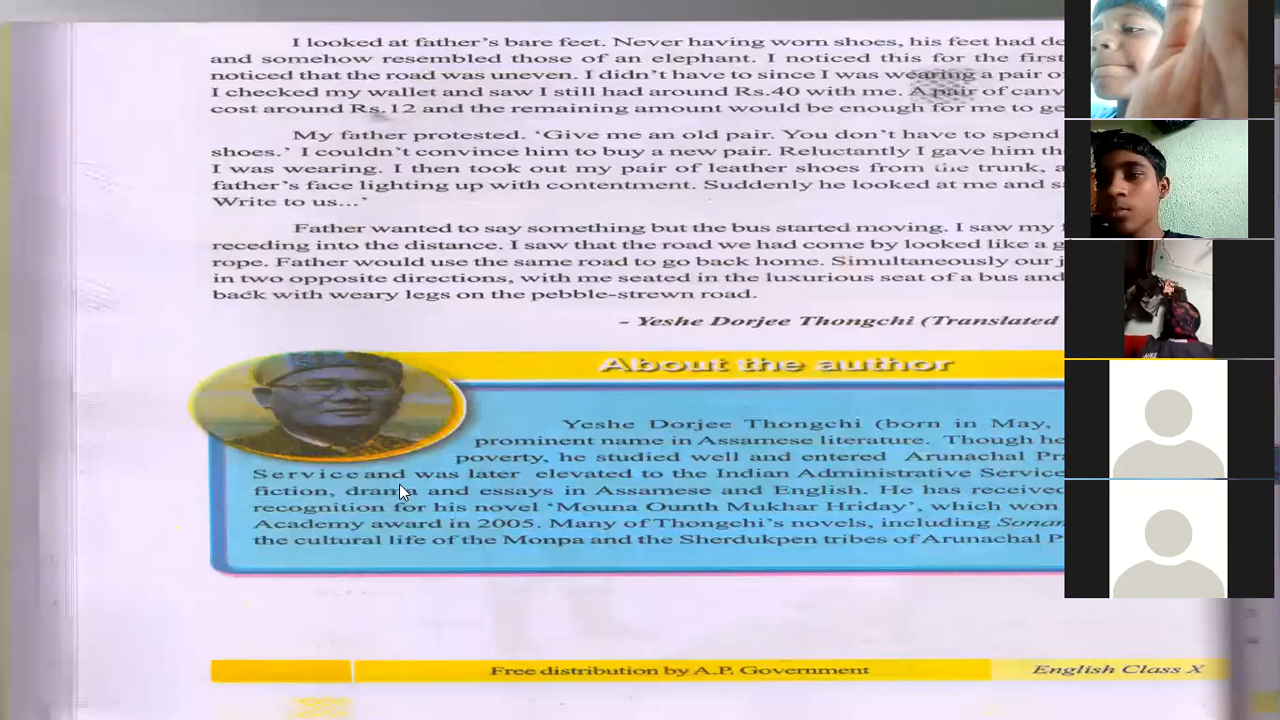 I looked at father's bare feet. Never having worn shoes, his feet had de
and somehow resembled those of an elephant. I noticed this for the first
noticed that the road was uneven. I didn't have to since I was wearing a pair o
I checked my wallet and saw I still had around Rs.40 with me. A pair of canv
cost around Rs.12 and the remaining amount would be enough for me to ge
My father protested. 'Give me an old pair. You don't have to spend
shoes.' I couldn't convince him to buy a new pair. Reluctantly I gave him th
I was wearing. I then took out my pair of leather shoes from the trunk, a
father's face lighting up with contentment. Suddenly he looked at me and s
Write to us...'
Father wanted to say something but the bus started moving. I saw my f
receding into the distance. I saw that the road we had come by looked like a g
rope. Father would use the same road to go back home. Simultaneously our j
in two opposite directions, with me seated in the luxurious seat of a bus and
back with weary legs on the pebble-strewn road.
– Yeshe Dorjee Thongchi (Translated
About the author
Yeshe Dorjee Thongchi (born in May,
prominent name in Assamese literature. Though he
poverty, he studied well and entered Arunachal Pra
Service and was later elevated to the Indian Administrative Service
fiction, drama and essays in Assamese and English. He has received
recognition for his novel 'Mouna Ounth Mukhar Hriday', which won
Academy award in 2005. Many of Thongchi's novels, including Sonam
the cultural life of the Monpa and the Sherdukpen tribes of Arunachal P
Free distribution by A.P. Government English Class X